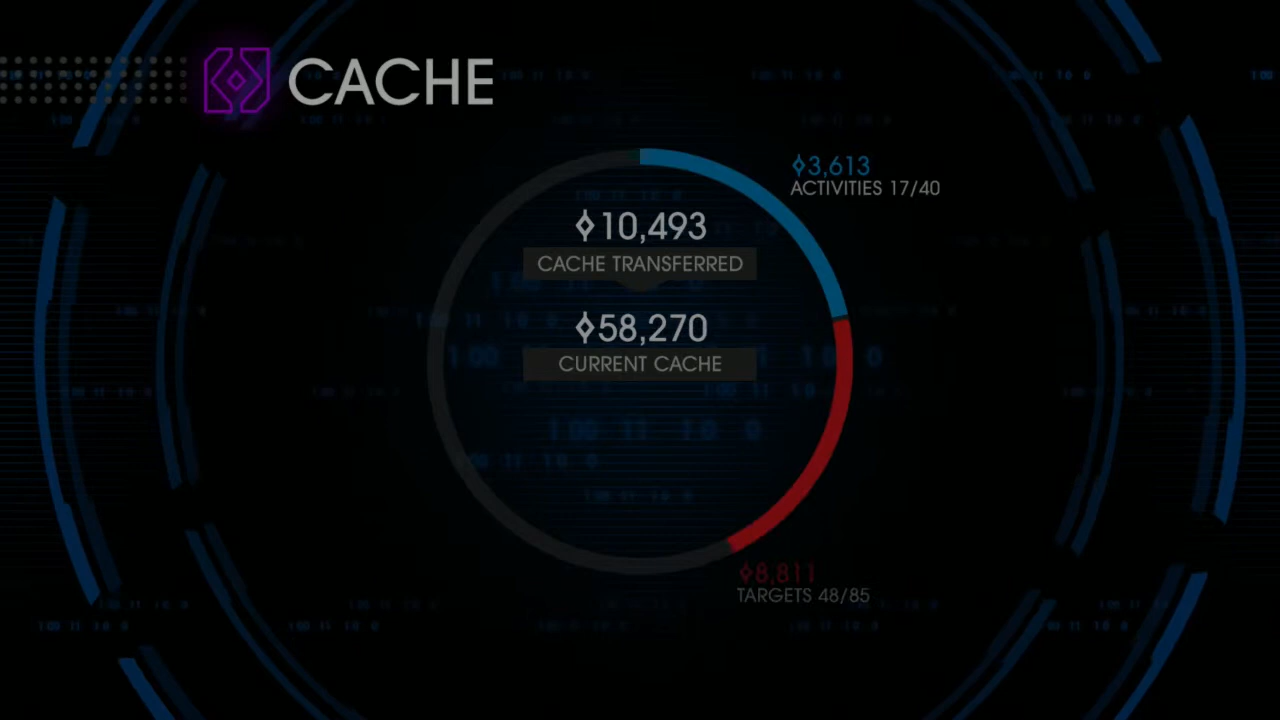 CACHE
3,613
ACTIVITIES 17/40
10,493
CACHE TRANSFERRED
58,270
CURRENT CACHE
8,811
TARGETS 48/85